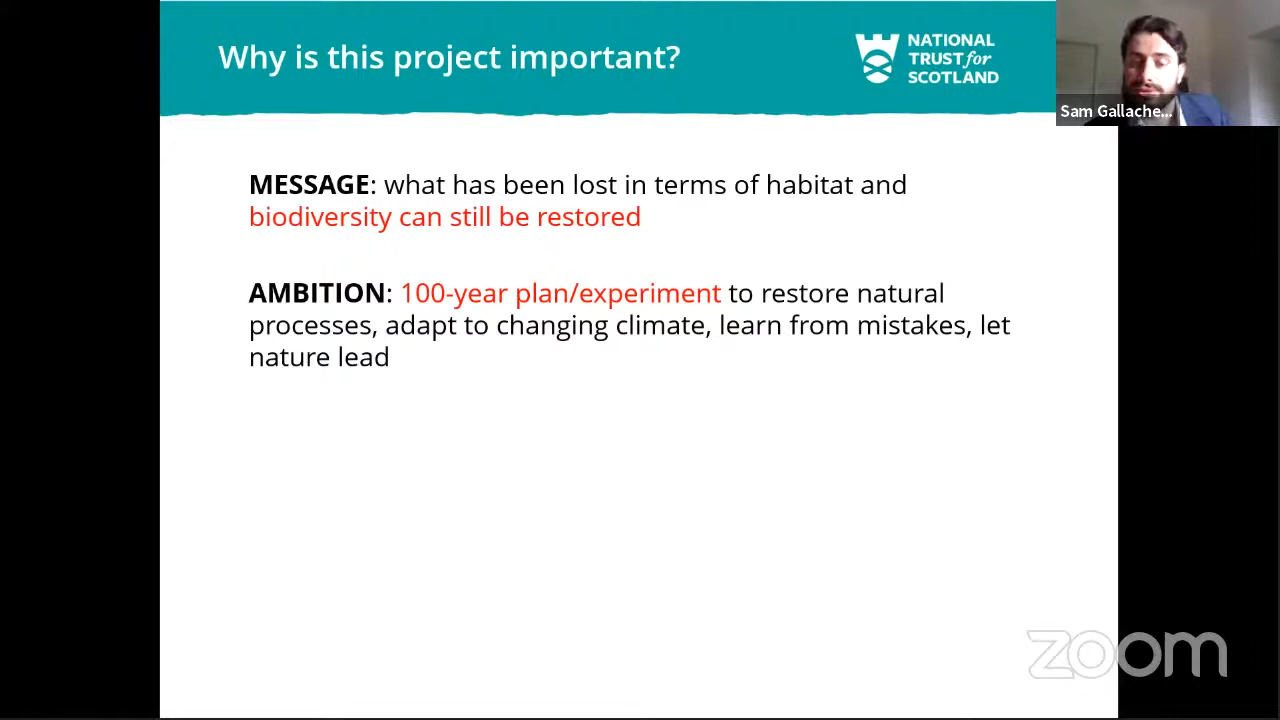 Why is this project important?
NATIONAL
TRUST for
SCOTLAND
Sam Gallache...
MESSAGE: what has been lost in terms of habitat and
biodiversity can still be restored
AMBITION: 100-year plan/experiment to restore natural
processes, adapt to changing climate, learn from mistakes, let
nature lead
zoom